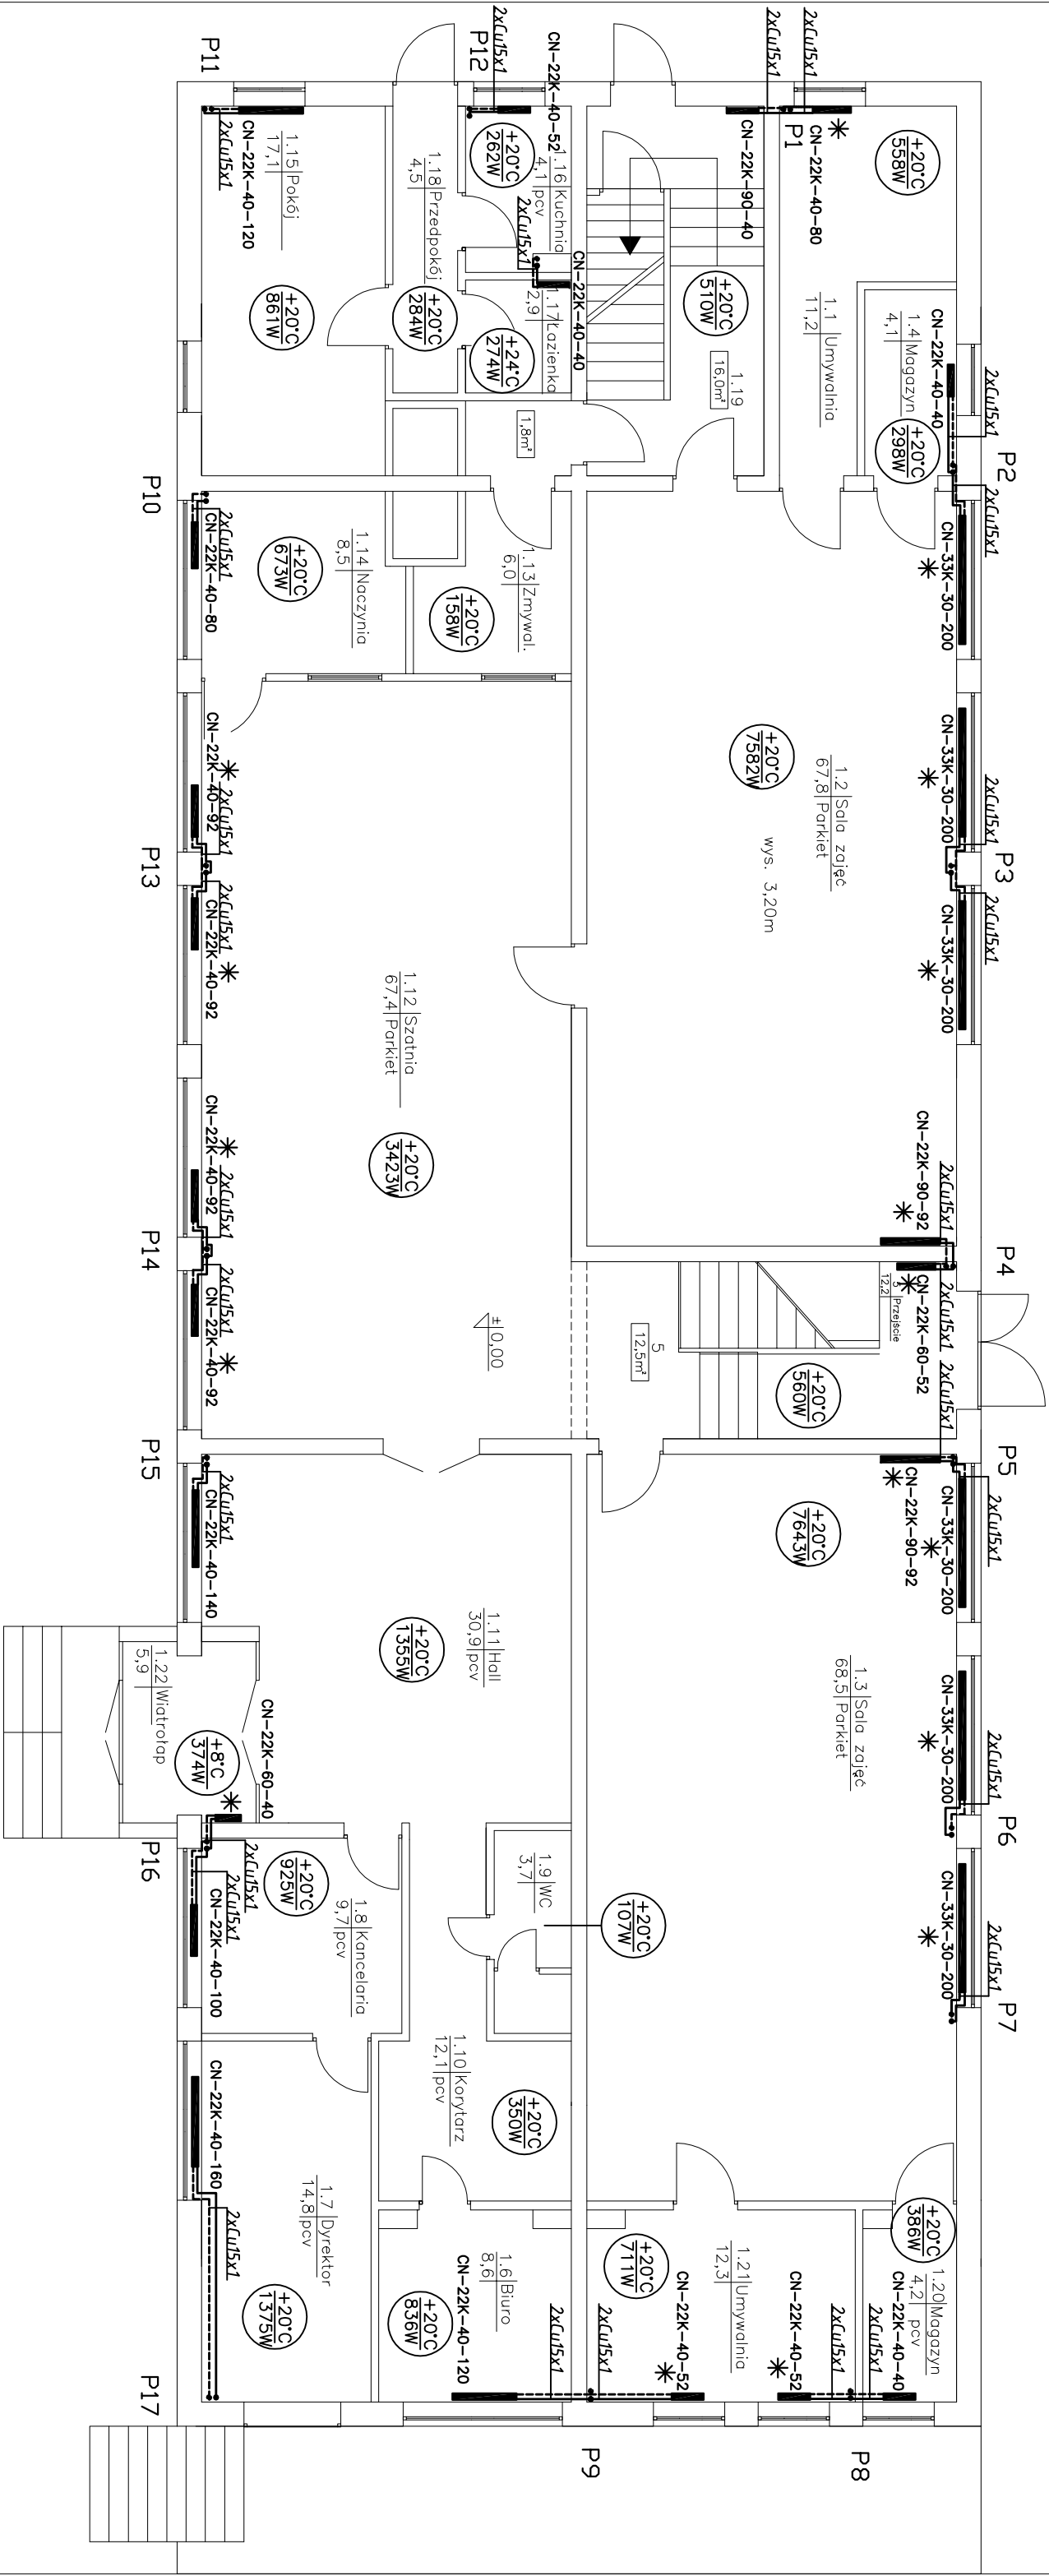 P11
P12
P1
P2
P3
P4
P5
P6
P7
P8
P9
P10
P13
P14
P15
P16
P17
2xCu15x1
CN-22K-40-120
1.15 Pokój
17,1
+20°C
861W
2xCu15x1
CN-22K-40-52
1.16 Kuchnia
4,1 pcv
+20°C
262W
1.18 Przedpokój
4,5
+20°C
284W
2xCu15x1
CN-22K-40-40
1.17 Łazienka
2,9
+24°C
274W
2xCu15x1
2xCu15x1
CN-22K-90-40
CN-22K-40-80
+20°C
558W
+20°C
510W
1.19
16,0m²
1.1 Umywalnia
11,2
1.4 Magazyn
4,1
CN-22K-40-40
+20°C
298W
2xCu15x1
1,8m²
2xCu15x1
CN-33K-30-200
2xCu15x1
CN-22K-40-80
+20°C
673W
1.14 Naczynia
8,5
1.13 Zmywal.
6,0
+20°C
158W
+20°C
7582W
1.2 Sala zajęć
67,8 Parkiet
wys. 3,20m
CN-33K-30-200
2xCu15x1
2xCu15x1
CN-33K-30-200
CN-22K-40-92
2xCu15x1
2xCu15x1
CN-22K-40-92
1.12 Szatnia
67,4 Parkiet
+20°C
3423W
CN-22K-40-92
2xCu15x1
2xCu15x1
CN-22K-40-92
CN-22K-90-92
2xCu15x1
5 Przejście
12,2
CN-22K-60-52
2xCu15x1
2xCu15x1
±0,00
5
12,5m²
+20°C
560W
2xCu15x1
CN-22K-40-140
CN-22K-90-92
CN-33K-30-200
2xCu15x1
+20°C
7643W
1.3 Sala zajęć
68,5 Parkiet
1.11 Hall
30,9 pcv
+20°C
1355W
CN-33K-30-200
2xCu15x1
1.22 Wiatrołap
5,9
+8°C
374W
CN-22K-60-40
2xCu15x1
2xCu15x1
CN-22K-40-100
+20°C
925W
1.8 Kancelaria
9,7 pcv
1.9 WC
3,7
+20°C
107W
CN-33K-30-200
2xCu15x1
1.10 Korytarz
12,1 pcv
+20°C
350W
CN-22K-40-160
2xCu15x1
1.7 Dyrektor
14,8 pcv
+20°C
1375W
1.6 Biuro
8,6
+20°C
836W
CN-22K-40-120
2xCu15x1
2xCu15x1
+20°C
711W
CN-22K-40-52
1.21 Umywalnia
12,3
CN-22K-40-52
2xCu15x1
2xCu15x1
+20°C
386W
1.20 Magazyn
4,2 pcv
CN-22K-40-40